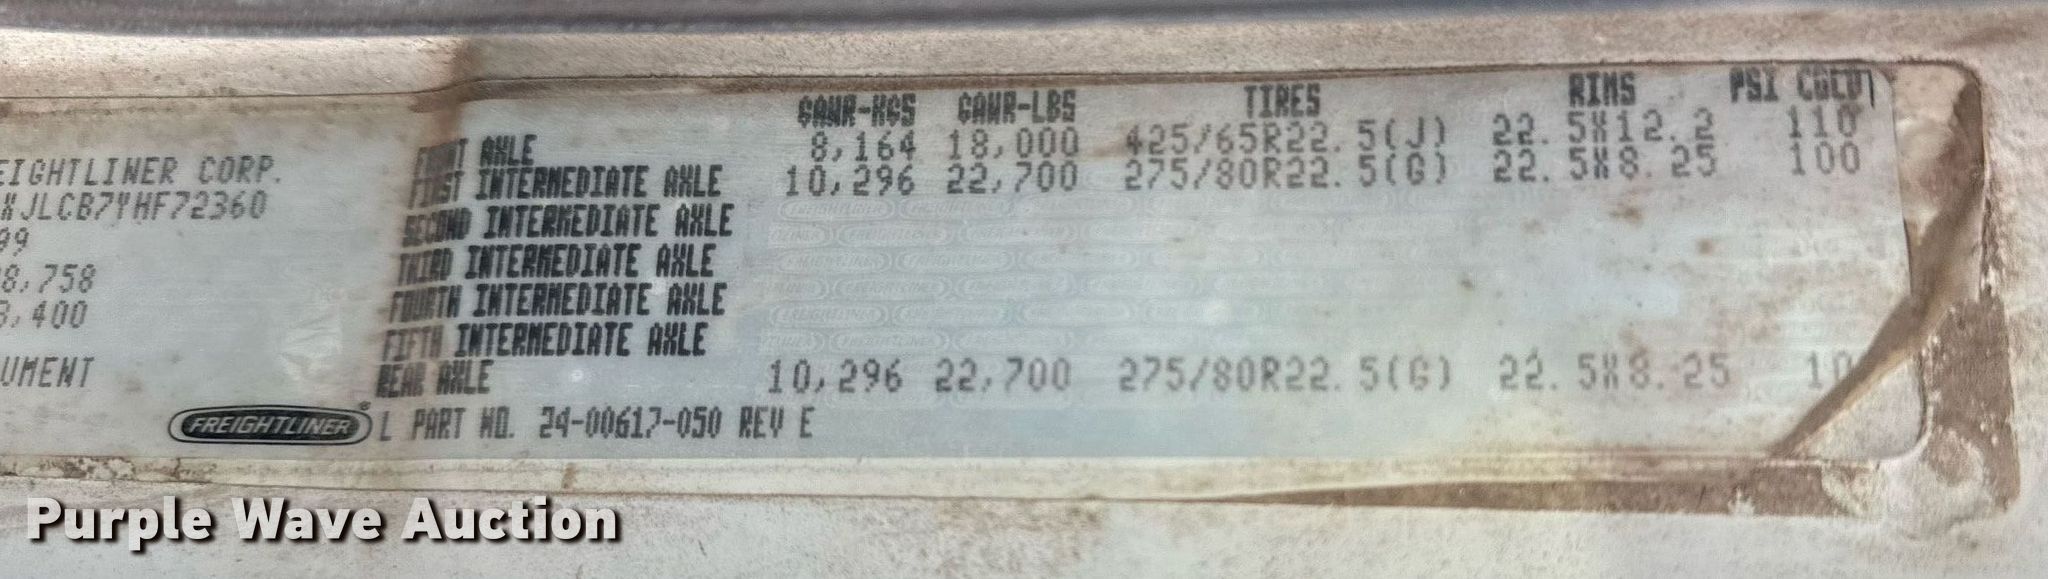 GAWR-KGS GAWR-LBS TIRES RIMS PSI COLD
FRONT AXLE 8,164 18,000 425/65R22.5(J) 22.5X12.2 110
FIRST INTERMEDIATE AXLE 10,296 22,700 275/80R22.5(G) 22.5X8.25 100
SECOND INTERMEDIATE AXLE
THIRD INTERMEDIATE AXLE
FOURTH INTERMEDIATE AXLE
FIFTH INTERMEDIATE AXLE
REAR AXLE 10,296 22,700 275/80R22.5(G) 22.5X8.25 10
EIGHTLINER CORP.
XJLCB7YHF72360
99
8,758
3,400
UMENT
FREIGHTLINER® L PART NO. 24-00617-050 REV E
Purple Wave Auction